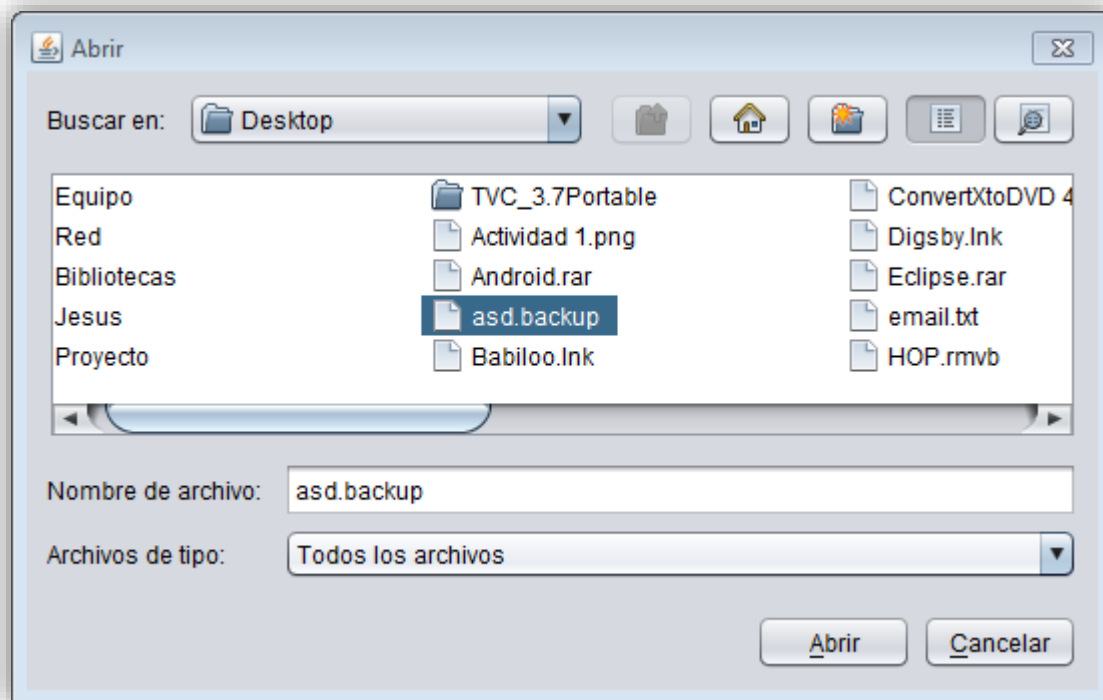 Abrir
Buscar en: Desktop
Equipo TVC_3.7Portable ConvertXtoDVD 4
Red Actividad 1.png Digsby.lnk
Bibliotecas Android.rar Eclipse.rar
Jesus asd.backup email.txt
Proyecto Babiloo.lnk HOP.rmvb
Nombre de archivo: asd.backup
Archivos de tipo: Todos los archivos
Abrir Cancelar